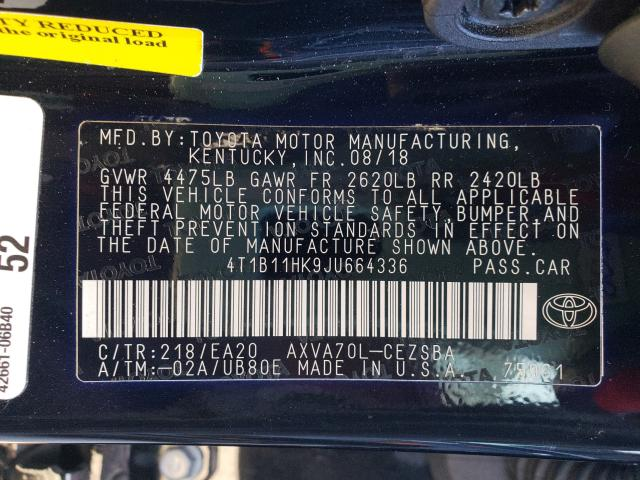 TY REDUCED
the original load
52
42661-06B40
MFD.BY:TOYOTA MOTOR MANUFACTURING,
KENTUCKY,INC.08/18
GVWR 4475LB GAWR FR 2620LB RR 2420LB
THIS VEHICLE CONFORMS TO ALL APPLICABLE
FEDERAL MOTOR VEHICLE SAFETY,BUMPER,AND
THEFT PREVENTION STANDARDS IN EFFECT ON
THE DATE OF MANUFACTURE SHOWN ABOVE.
4T1B11HK9JU664336 PASS.CAR
C/TR:218/EA20 AXVA70L-CEZSBA
A/TM:-02A/UB80E MADE IN U.S.A.